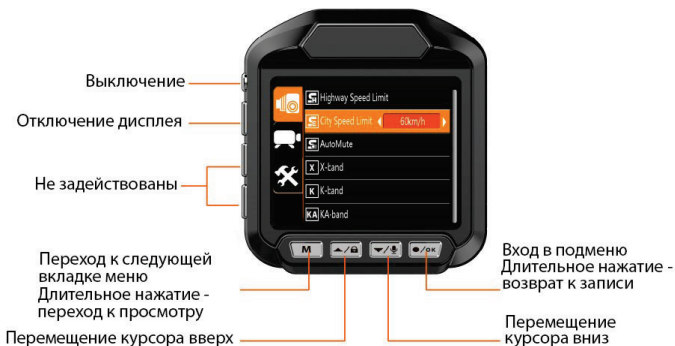 Выключение
Отключение дисплея
Не задействованы
Highway Speed Limit
City Speed Limit
60km/h
AutoMute
X X-band
K K-band
KA KA-band
M
/OK
Переход к следующей
вкладке меню
Длительное нажатие -
переход к просмотру
Перемещение курсора вверх
Вход в подменю
Длительное нажатие -
возврат к записи
Перемещение
курсора вниз